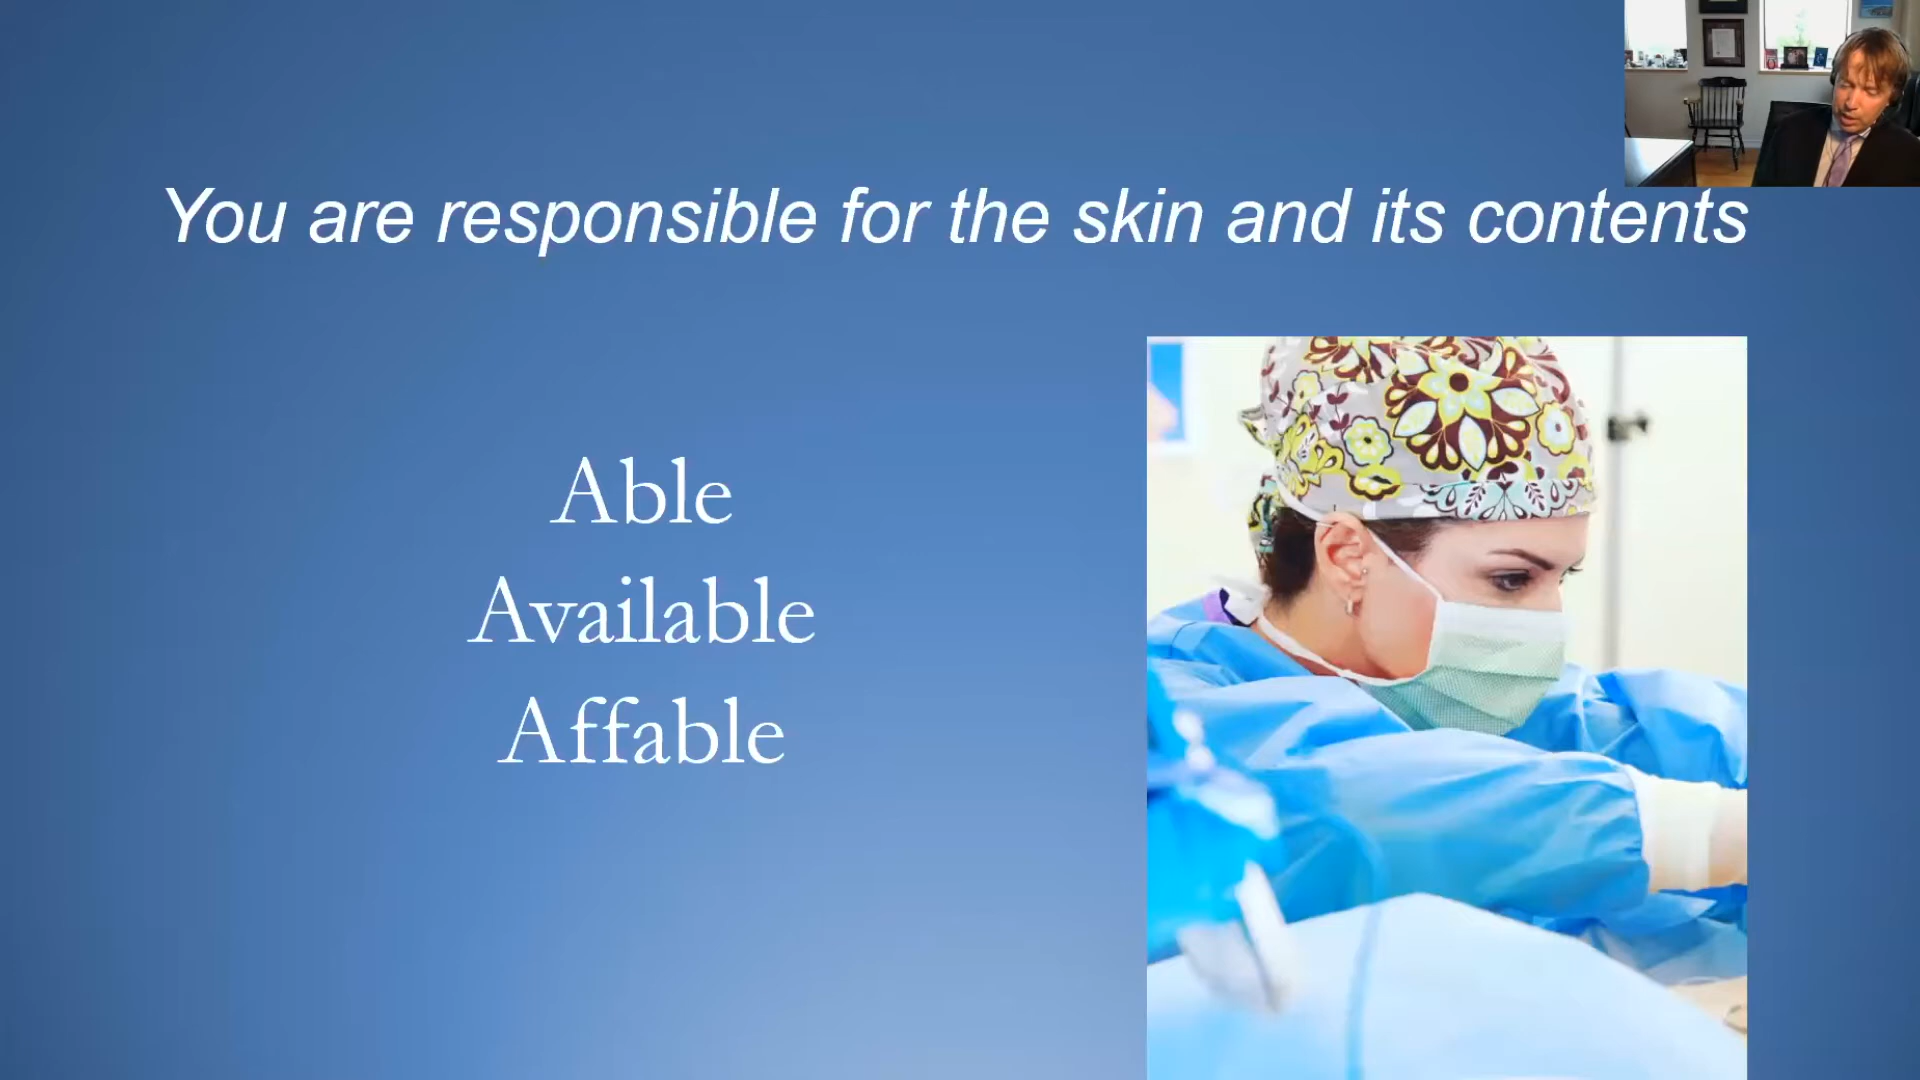 You are responsible for the skin and its contents
Able
Available
Affable